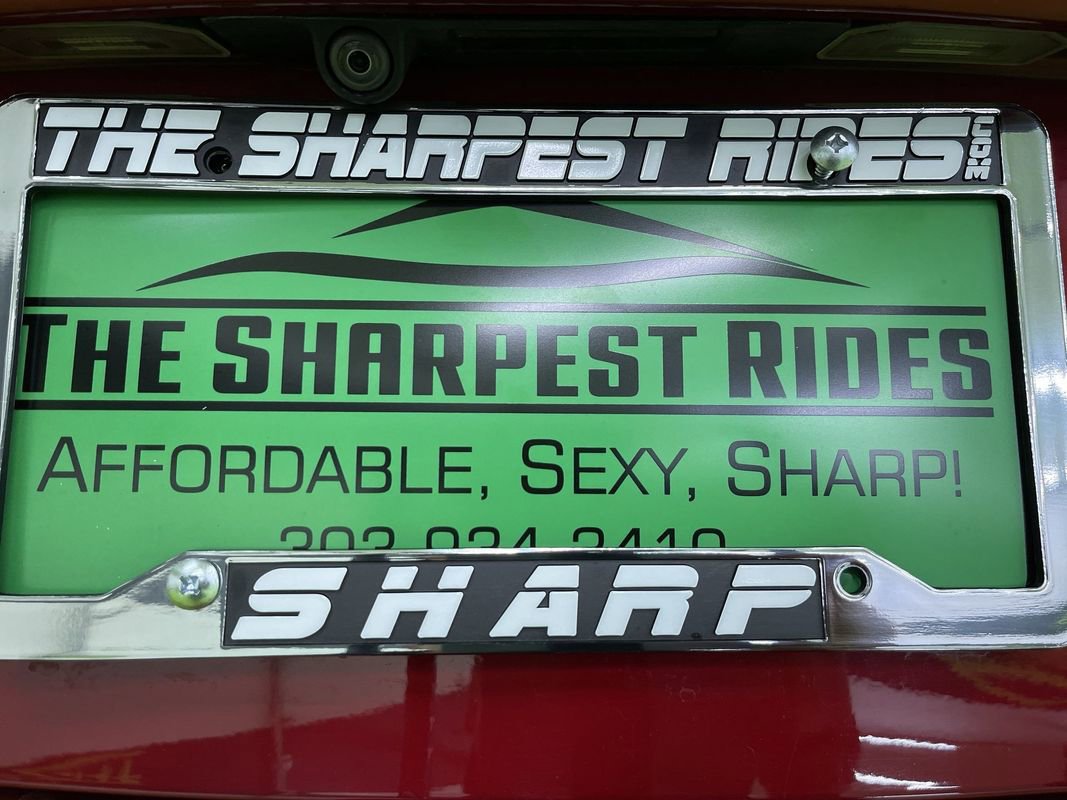 THE SHARPEST RIDES.COM
THE SHARPEST RIDES
AFFORDABLE, SEXY, SHARP!
SHARP